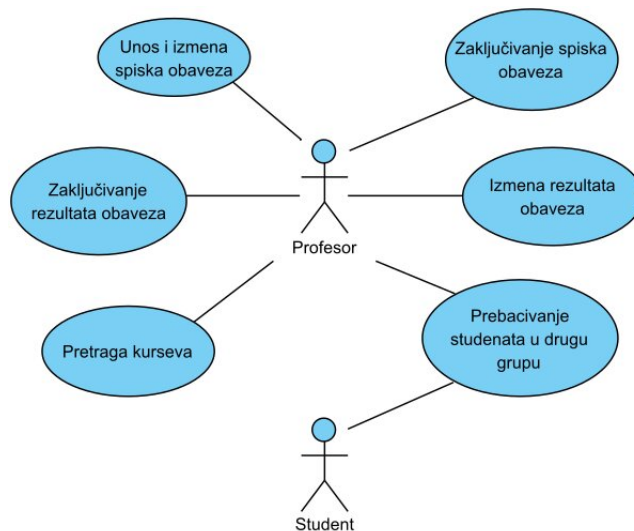 Unos i izmena
spiska obaveza
Zaključivanje spiska
obaveza
Zaključivanje
rezultata obaveza
Izmena rezultata
obaveza
Profesor
Pretraga kurseva
Prebacivanje
studenata u drugu
grupu
Student